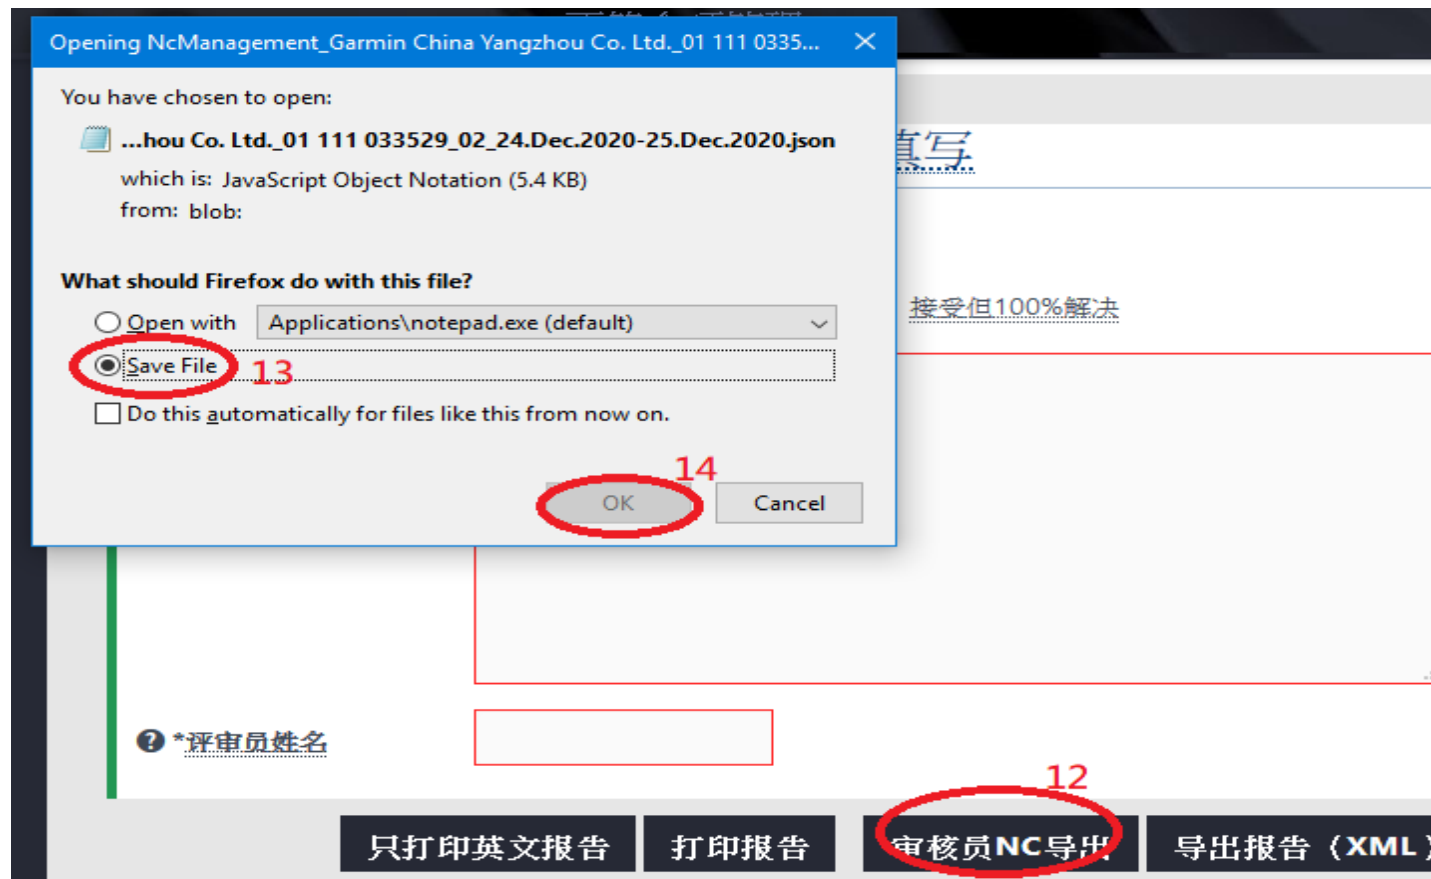 Opening NcManagement_Garmin China Yangzhou Co. Ltd._01 111 0335...
You have chosen to open:
...hou Co. Ltd._01 111 033529_02_24.Dec.2020-25.Dec.2020.json
which is: JavaScript Object Notation (5.4 KB)
from: blob:
填写
What should Firefox do with this file?
Open with Applications\notepad.exe (default)
接受但100%解决
Save File 13
Do this automatically for files like this from now on.
14
OK Cancel
*评审员姓名
12
只打印英文报告 打印报告 审核员NC导出 导出报告（XML）